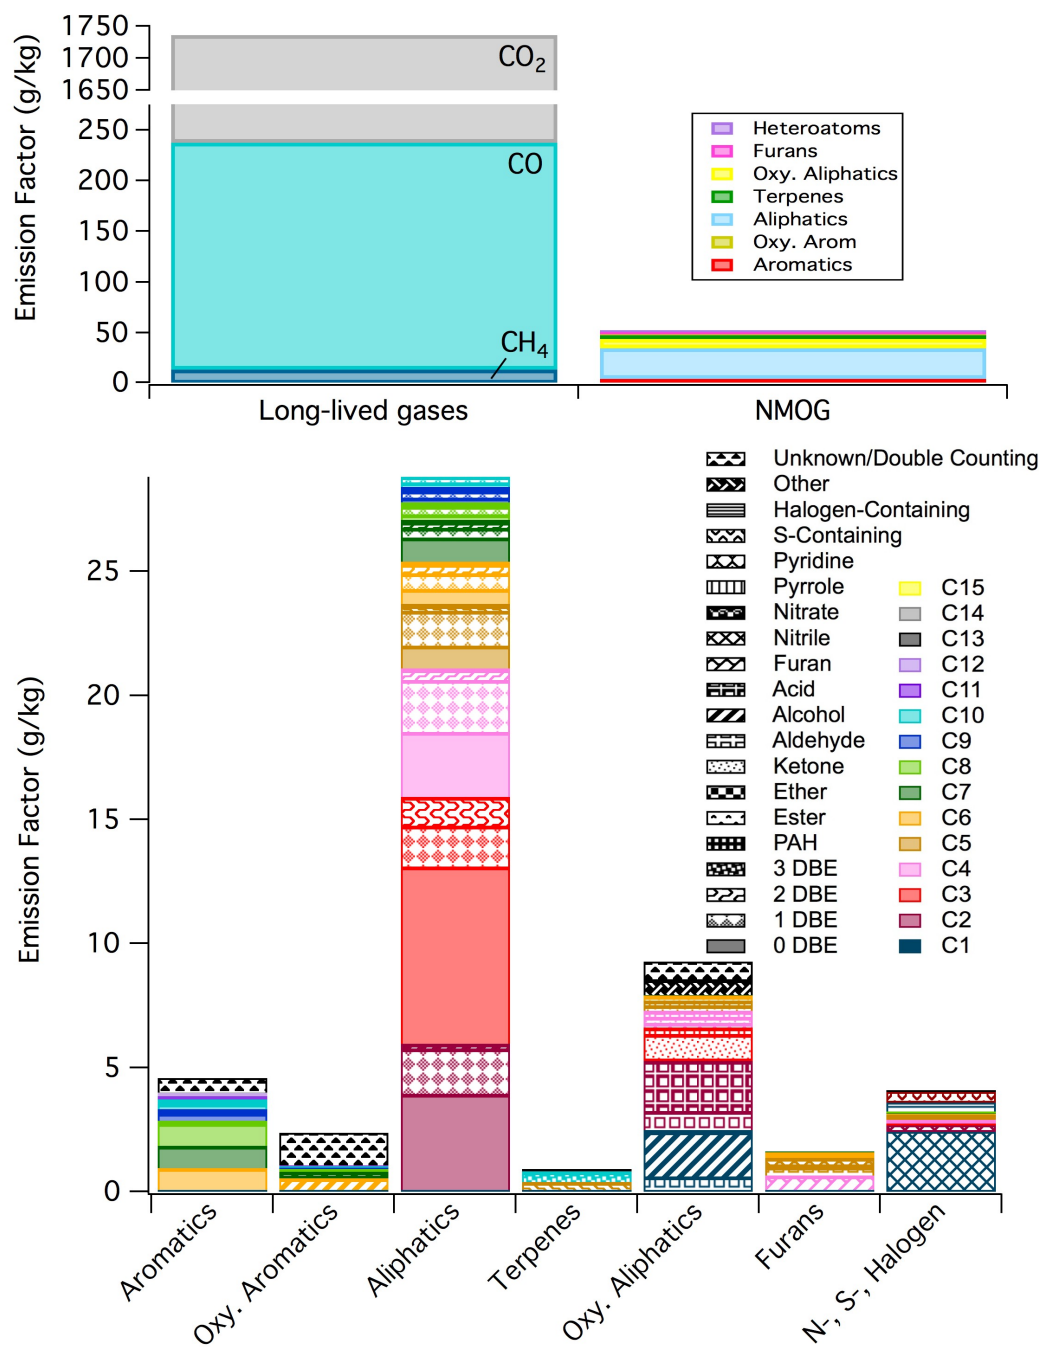 Emission Factor (g/kg)
1750
1700
1650
250
200
150
100
50
0
CO2
CO
CH4
Heteroatoms
Furans
Oxy. Aliphatics
Terpenes
Aliphatics
Oxy. Arom
Aromatics
Long-lived gases
NMOG
Emission Factor (g/kg)
25
20
15
10
5
0
Unknown/Double Counting
Other
Halogen-Containing
S-Containing
Pyridine
Pyrrole
Nitrate
Nitrile
Furan
Acid
Alcohol
Aldehyde
Ketone
Ether
Ester
PAH
3 DBE
2 DBE
1 DBE
0 DBE
C15
C14
C13
C12
C11
C10
C9
C8
C7
C6
C5
C4
C3
C2
C1
Aromatics
Oxy. Aromatics
Aliphatics
Terpenes
Oxy. Aliphatics
Furans
N-, S-, Halogen